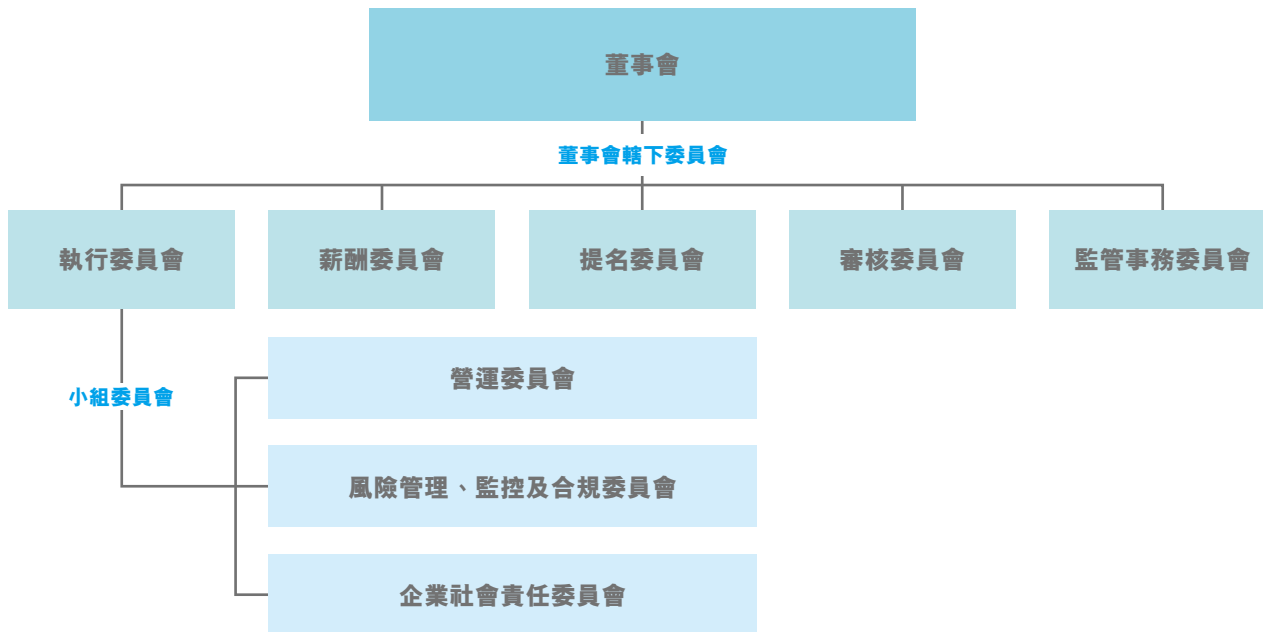 董事會
董事會轄下委員會
執行委員會
薪酬委員會
提名委員會
審核委員會
監管事務委員會
小組委員會
營運委員會
風險管理、監控及合規委員會
企業社會責任委員會